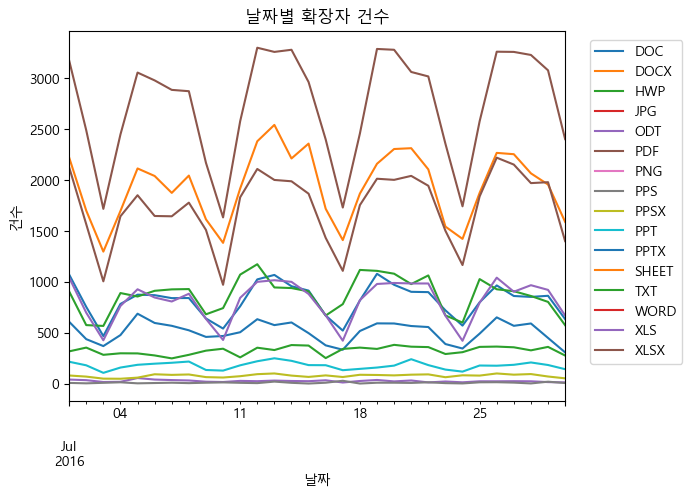 날짜별 확장자 건수
건수
3000
2500
2000
1500
1000
500
0
04
11
18
25
Jul
2016
날짜
DOC
DOCX
HWP
JPG
ODT
PDF
PNG
PPS
PPSX
PPT
PPTX
SHEET
TXT
WORD
XLS
XLSX